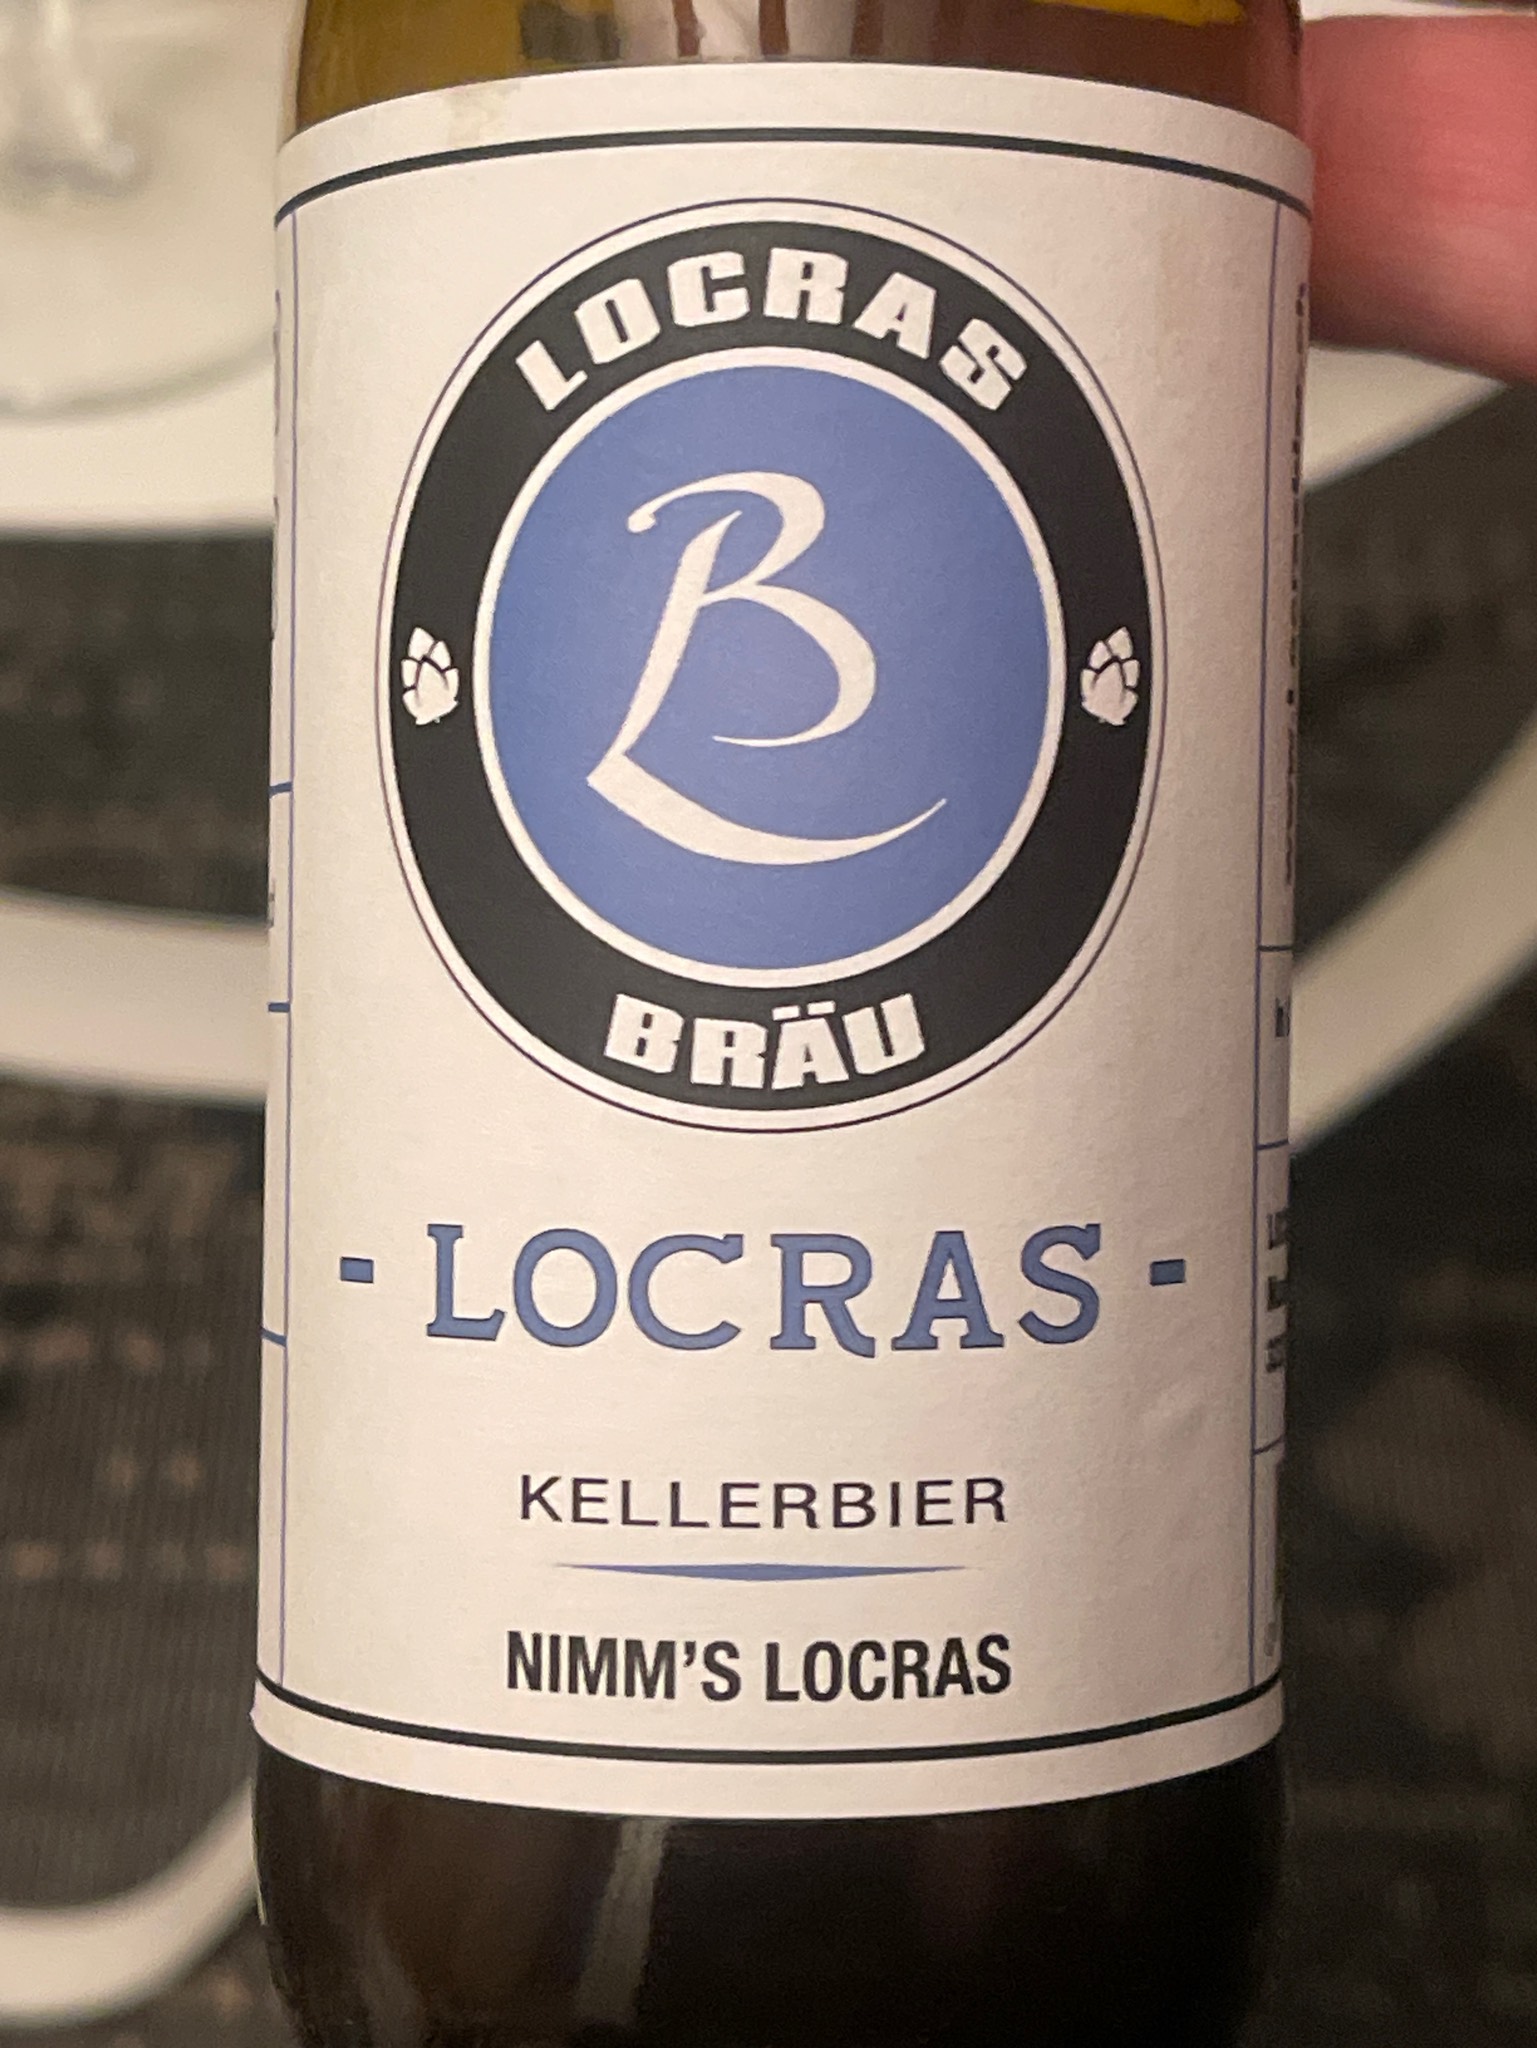 LOCRAS
B
L
BRÄU
- LOCRAS -
KELLERBIER
NIMM'S LOCRAS